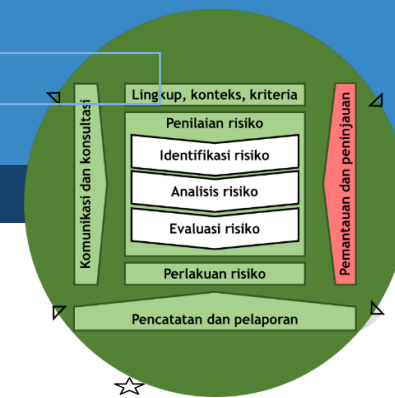 Lingkup, konteks, kriteria
Komunikasi dan konsultasi
Penilaian risiko
Identifikasi risiko
Analisis risiko
Evaluasi risiko
Perlakuan risiko
Pemantauan dan peninjauan
Pencatatan dan pelaporan